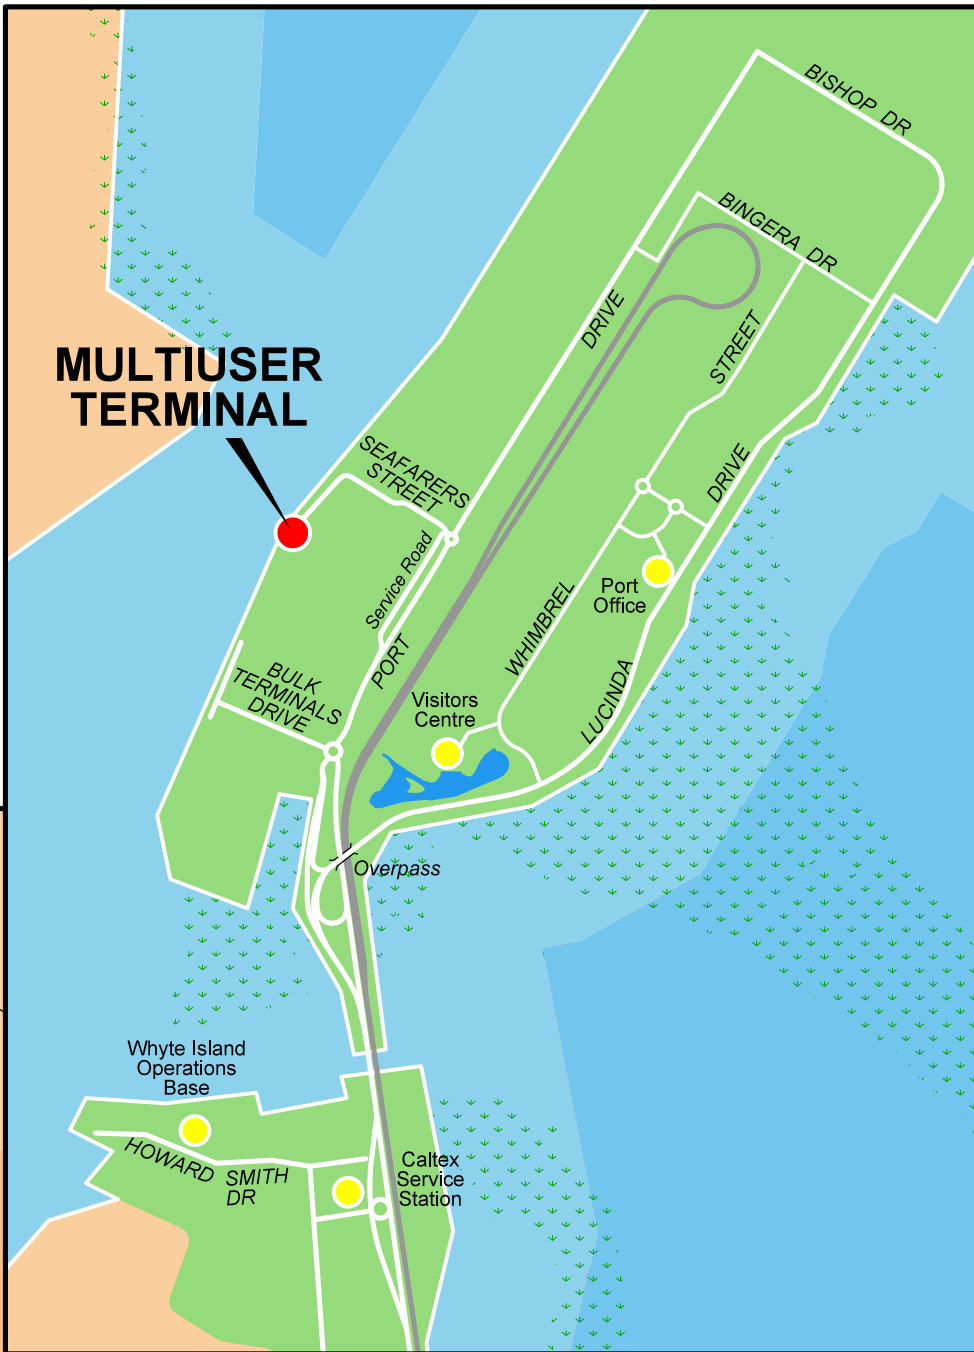 BISHOP DR
BINGERA DR
DRIVE
STREET
MULTIUSER
TERMINAL
SEAFARERS
STREET
DRIVE
Service Road
Port
Office
WHIMBREL
PORT
BULK
TERMINALS
DRIVE
Visitors
Centre
LUCINDA
Overpass
Whyte Island
Operations
Base
HOWARD SMITH
DR
Caltex
Service
Station